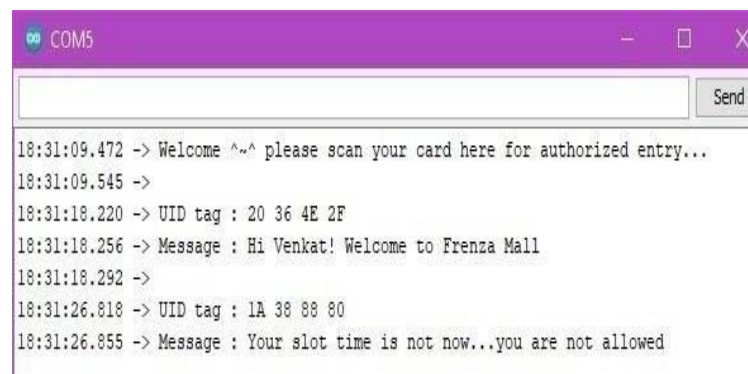 COM5
Send
18:31:09.472 -> Welcome ^~^ please scan your card here for authorized entry...
18:31:09.545 ->
18:31:18.220 -> UID tag : 20 36 4E 2F
18:31:18.256 -> Message : Hi Venkat! Welcome to Frenza Mall
18:31:18.292 ->
18:31:26.818 -> UID tag : 1A 38 88 80
18:31:26.855 -> Message : Your slot time is not now...you are not allowed